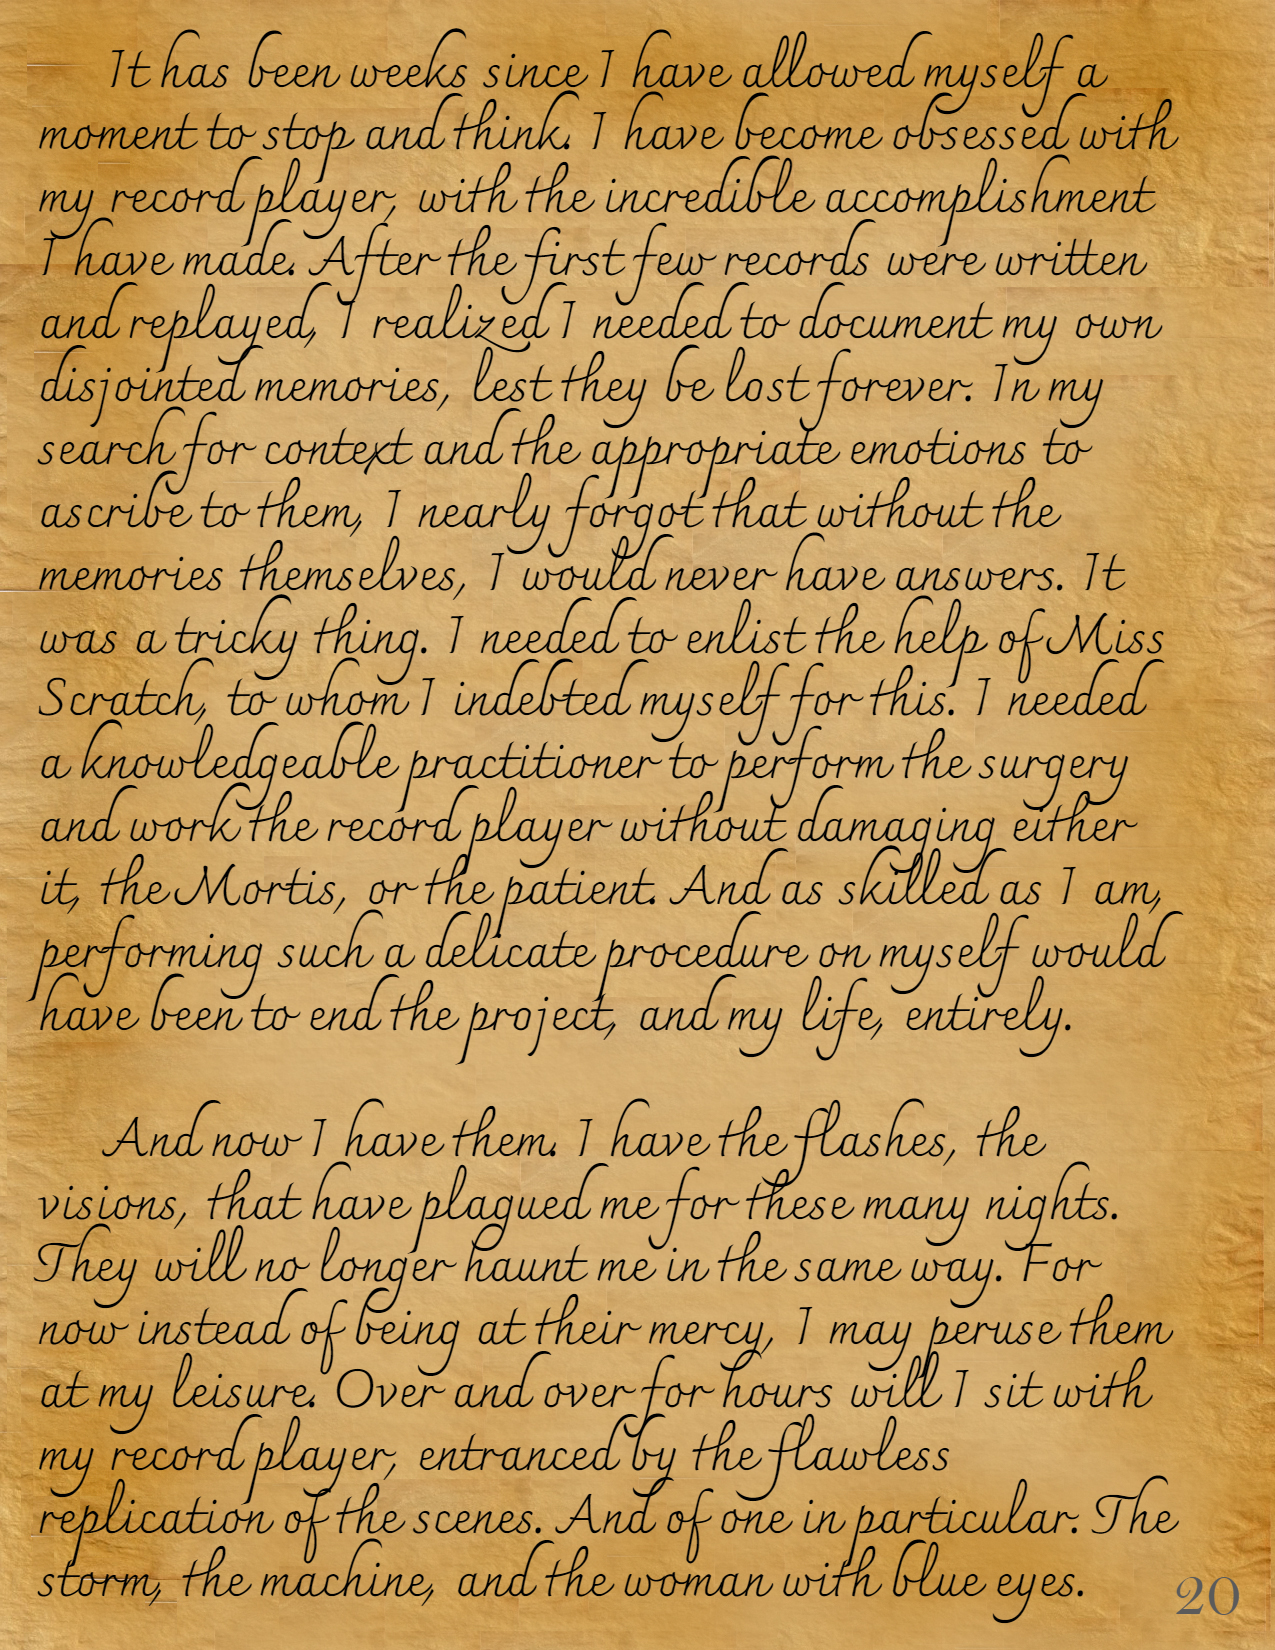 It has been weeks since I have allowed myself a
moment to stop and think. I have become obsessed with
my record player, with the incredible accomplishment
I have made. After the first few records were written
and replayed, I realized I needed to document my own
disjointed memories, lest they be lost forever. In my
search for context and the appropriate emotions to
ascribe to them, I nearly forgot that without the
memories themselves, I would never have answers. It
was a tricky thing. I needed to enlist the help of Miss
Scratch, to whom I indebted myself for this. I needed
a knowledgeable practitioner to perform the surgery
and work the record player without damaging either
it, the Mortis, or the patient. And as skilled as I am,
performing such a delicate procedure on myself would
have been to end the project, and my life, entirely.
And now I have them. I have the flashes, the
visions, that have plagued me for these many nights.
They will no longer haunt me in the same way. For
now instead of being at their mercy, I may peruse them
at my leisure. Over and over for hours will I sit with
my record player, entranced by the flawless
replication of the scenes. And of one in particular. The
storm, the machine, and the woman with blue eyes.
20